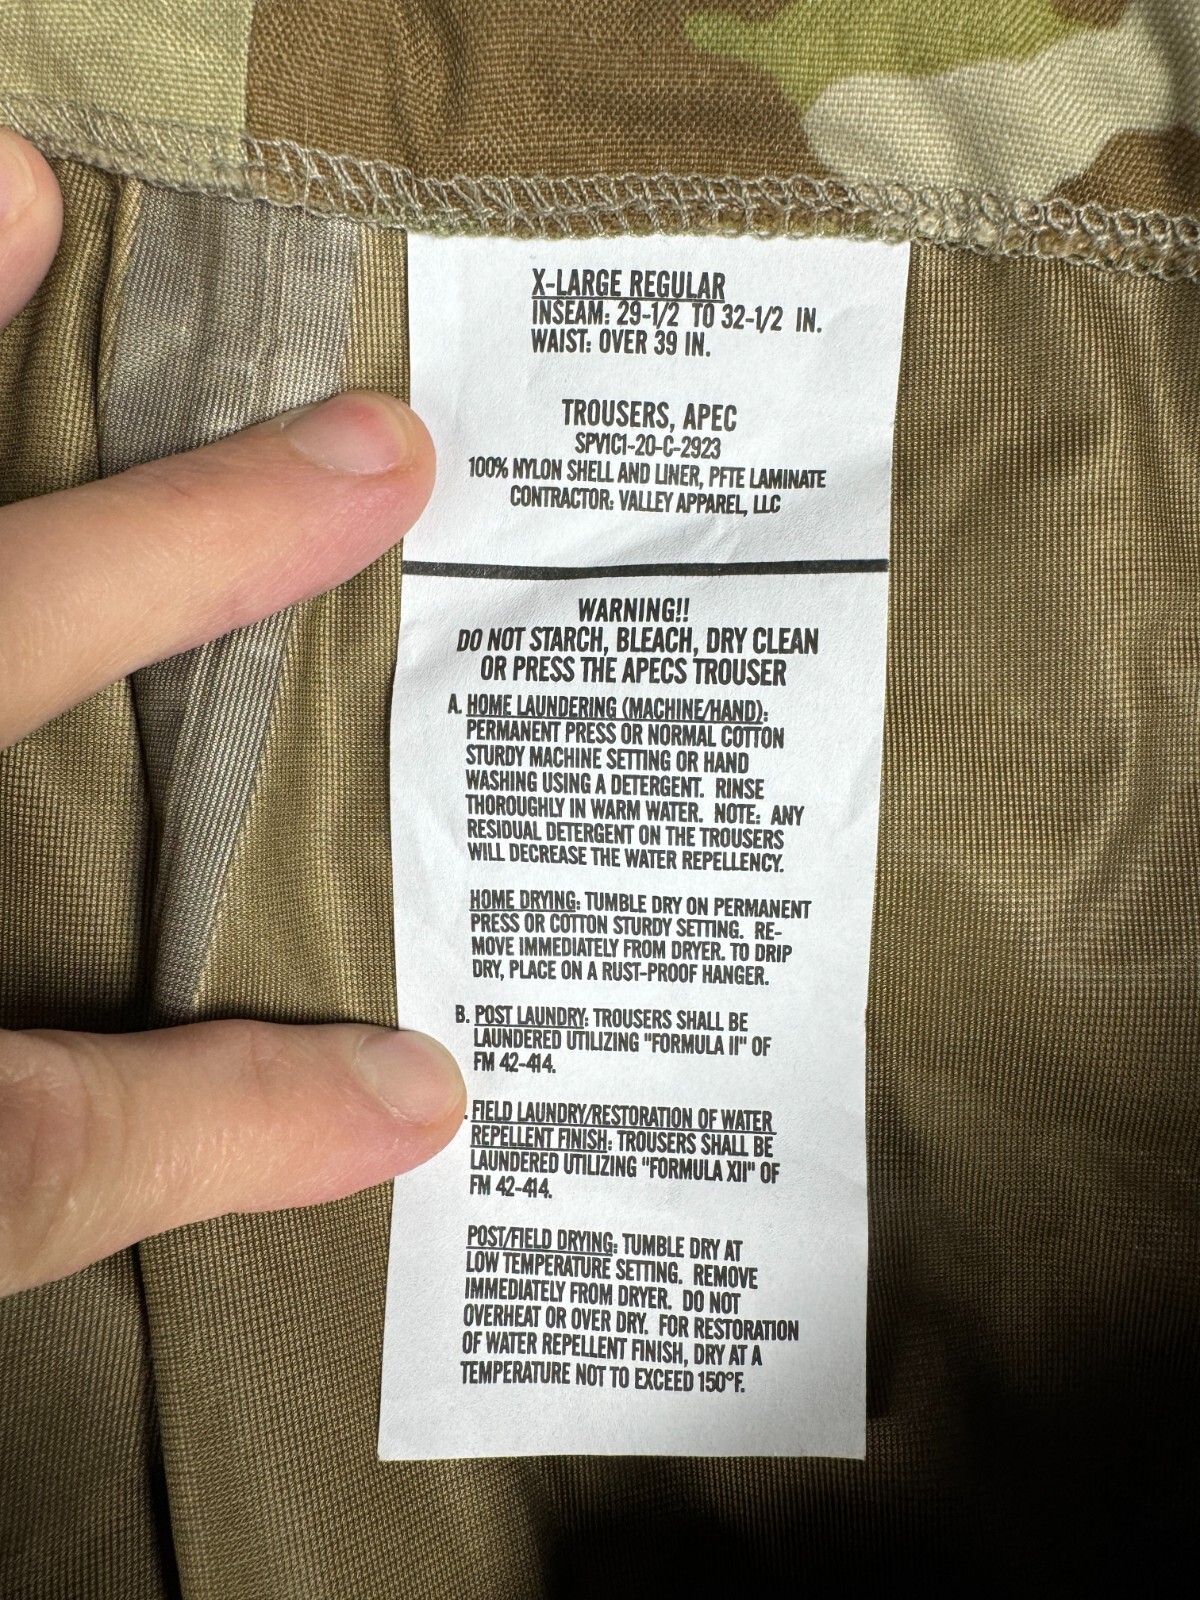 X-LARGE REGULAR
INSEAM: 29-1/2 TO 32-1/2 IN.
WAIST: OVER 39 IN.
TROUSERS, APEC
SPV1C1-20-C-2923
100% NYLON SHELL AND LINER, PFTE LAMINATE
CONTRACTOR: VALLEY APPAREL, LLC
WARNING!!
DO NOT STARCH, BLEACH, DRY CLEAN
OR PRESS THE APECS TROUSER
A. HOME LAUNDERING (MACHINE/HAND):
PERMANENT PRESS OR NORMAL COTTON
STURDY MACHINE SETTING OR HAND
WASHING USING A DETERGENT. RINSE
THOROUGHLY IN WARM WATER. NOTE: ANY
RESIDUAL DETERGENT ON THE TROUSERS
WILL DECREASE THE WATER REPELLENCY.
HOME DRYING: TUMBLE DRY ON PERMANENT
PRESS OR COTTON STURDY SETTING. RE-
MOVE IMMEDIATELY FROM DRYER. TO DRIP
DRY, PLACE ON A RUST-PROOF HANGER.
B. POST LAUNDRY: TROUSERS SHALL BE
LAUNDERED UTILIZING "FORMULA II" OF
FM 42-414.
. FIELD LAUNDRY/RESTORATION OF WATER
REPELLENT FINISH: TROUSERS SHALL BE
LAUNDERED UTILIZING "FORMULA XII" OF
FM 42-414.
POST/FIELD DRYING: TUMBLE DRY AT
LOW TEMPERATURE SETTING. REMOVE
IMMEDIATELY FROM DRYER. DO NOT
OVERHEAT OR OVER DRY. FOR RESTORATION
OF WATER REPELLENT FINISH, DRY AT A
TEMPERATURE NOT TO EXCEED 150°F.